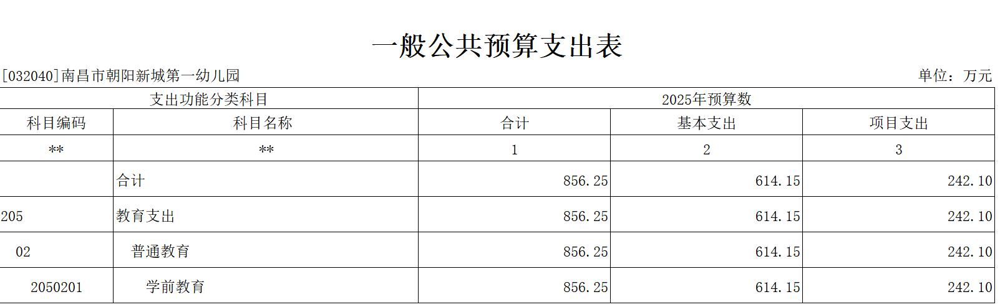 一般公共预算支出表
[032040]南昌市朝阳新城第一幼儿园 单位：万元
支出功能分类科目 2025年预算数
科目编码 科目名称 合计 基本支出 项目支出
** ** 1 2 3
合计 856.25 614.15 242.10
205 教育支出 856.25 614.15 242.10
02 普通教育 856.25 614.15 242.10
2050201 学前教育 856.25 614.15 242.10